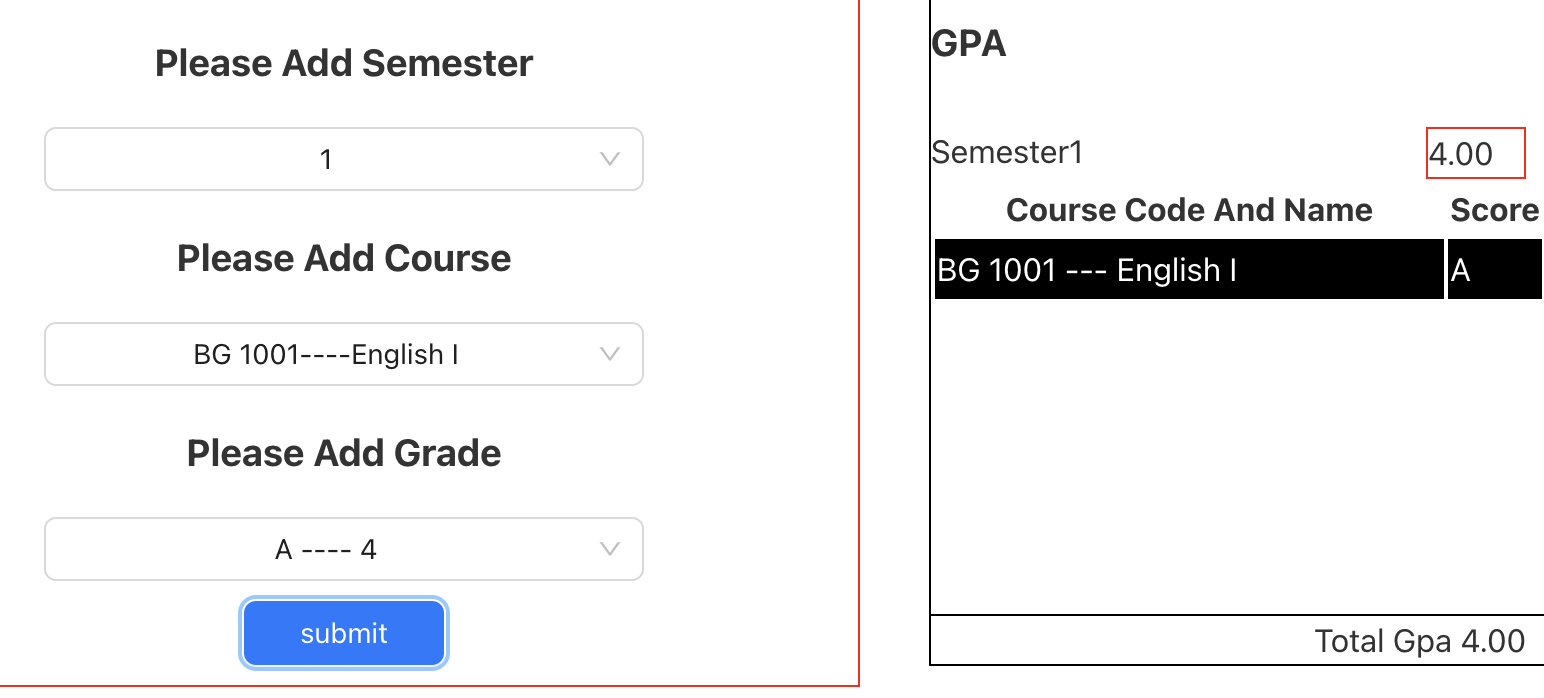 Please Add Semester
1
Please Add Course
BG 1001----English I
Please Add Grade
A ---- 4
submit
GPA
Semester1 4.00
Course Code And Name Score
BG 1001 --- English I A
Total Gpa 4.00